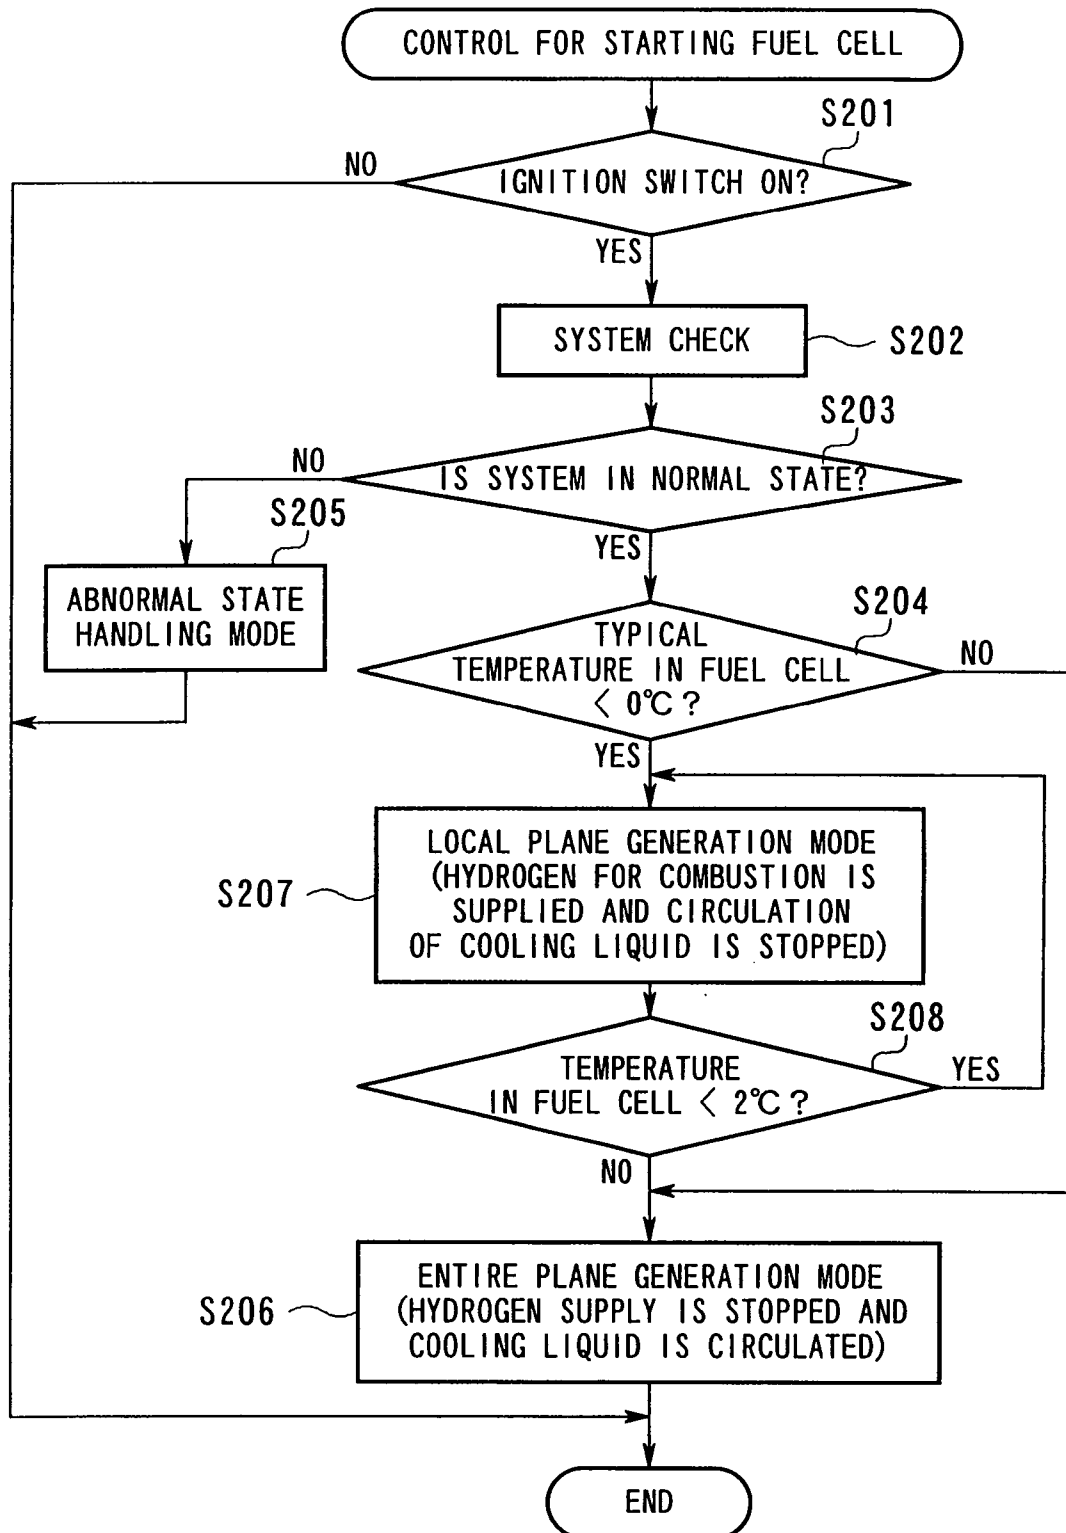 CONTROL FOR STARTING FUEL CELL
S201
NO
IGNITION SWITCH ON?
YES
SYSTEM CHECK
S202
S203
NO
IS SYSTEM IN NORMAL STATE?
S205
YES
ABNORMAL STATE
HANDLING MODE
S204
TYPICAL
TEMPERATURE IN FUEL CELL
< 0℃?
NO
YES
LOCAL PLANE GENERATION MODE
(HYDROGEN FOR COMBUSTION IS
SUPPLIED AND CIRCULATION
OF COOLING LIQUID IS STOPPED)
S207
S208
TEMPERATURE
IN FUEL CELL < 2℃?
YES
NO
ENTIRE PLANE GENERATION MODE
(HYDROGEN SUPPLY IS STOPPED AND
COOLING LIQUID IS CIRCULATED)
S206
END